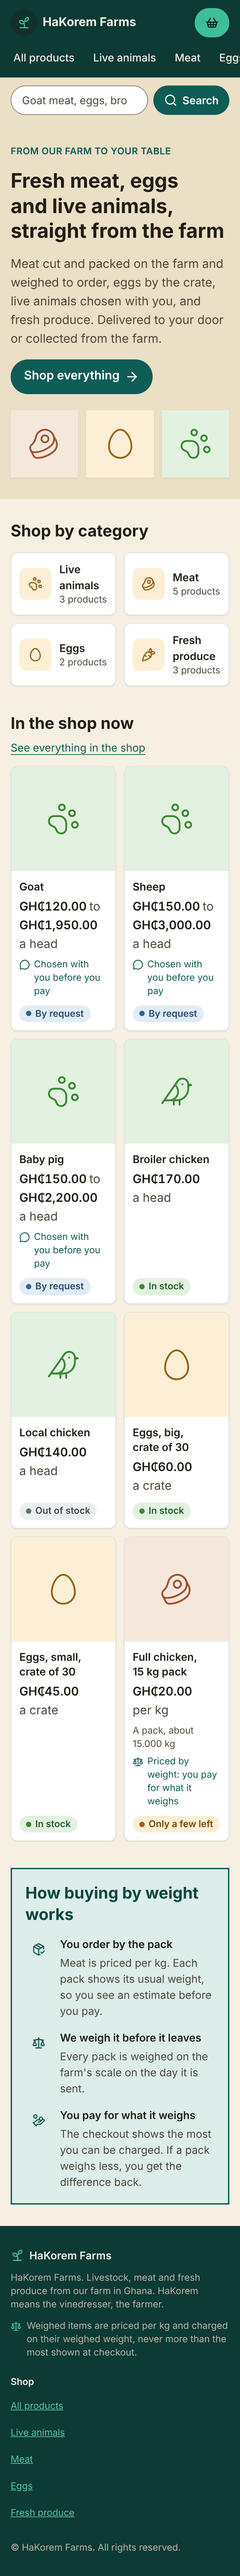 HaKorem Farms
All products Live animals Meat Eggs
Goat meat, eggs, bro
Search
FROM OUR FARM TO YOUR TABLE
Fresh meat, eggs
and live animals,
straight from the farm
Meat cut and packed on the farm and
weighed to order, eggs by the crate,
live animals chosen with you, and
fresh produce. Delivered to your door
or collected from the farm.
Shop everything
Shop by category
Live
animals
3 products
Meat
5 products
Eggs
2 products
Fresh
produce
3 products
In the shop now
See everything in the shop
Goat
GH₵120.00 to
GH₵1,950.00
a head
Chosen with
you before you
pay
By request
Sheep
GH₵150.00 to
GH₵3,000.00
a head
Chosen with
you before you
pay
By request
Baby pig
GH₵150.00 to
GH₵2,200.00
a head
Chosen with
you before you
pay
By request
Broiler chicken
GH₵170.00
a head
In stock
Local chicken
GH₵140.00
a head
Out of stock
Eggs, big,
crate of 30
GH₵60.00
a crate
In stock
Eggs, small,
crate of 30
GH₵45.00
a crate
In stock
Full chicken,
15 kg pack
GH₵20.00
per kg
A pack, about
15.000 kg
Priced by
weight: you pay
for what it
weighs
Only a few left
How buying by weight
works
You order by the pack
Meat is priced per kg. Each
pack shows its usual weight,
so you see an estimate before
you pay.
We weigh it before it leaves
Every pack is weighed on the
farm's scale on the day it is
sent.
You pay for what it weighs
The checkout shows the most
you can be charged. If a pack
weighs less, you get the
difference back.
HaKorem Farms
HaKorem Farms. Livestock, meat and fresh
produce from our farm in Ghana. HaKorem
means the vinedresser, the farmer.
Weighed items are priced per kg and charged
on their weighed weight, never more than the
most shown at checkout.
Shop
All products
Live animals
Meat
Eggs
Fresh produce
© HaKorem Farms. All rights reserved.